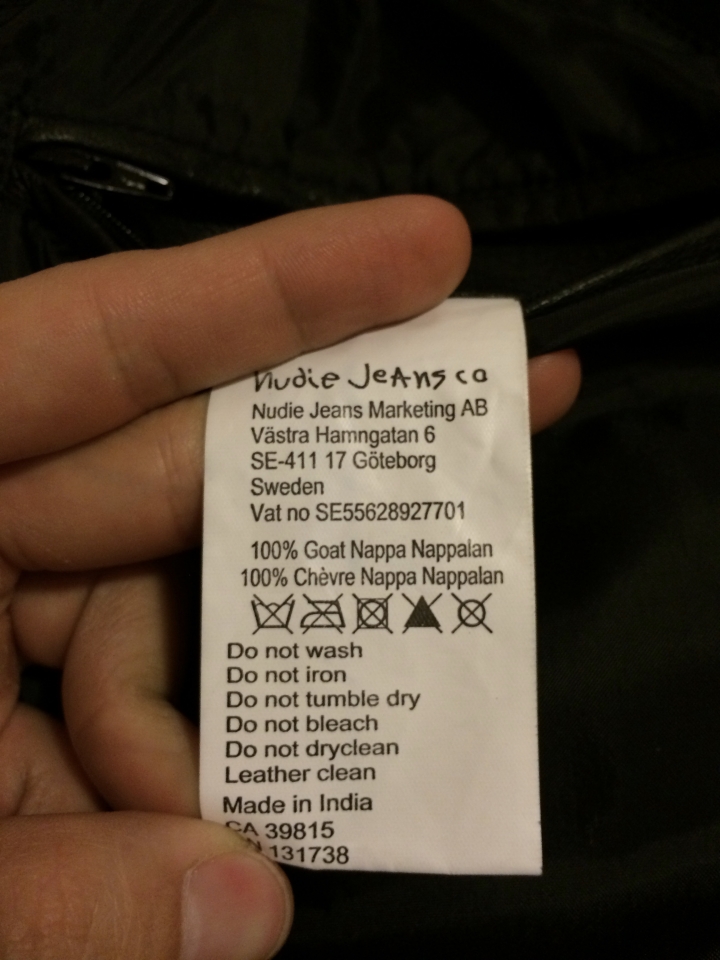 Nudie Jeans co
Nudie Jeans Marketing AB
Västra Hamngatan 6
SE-411 17 Göteborg
Sweden
Vat no SE55628927701
100% Goat Nappa Nappalan
100% Chèvre Nappa Nappalan
Do not wash
Do not iron
Do not tumble dry
Do not bleach
Do not dryclean
Leather clean
Made in India
CA 39815
131738